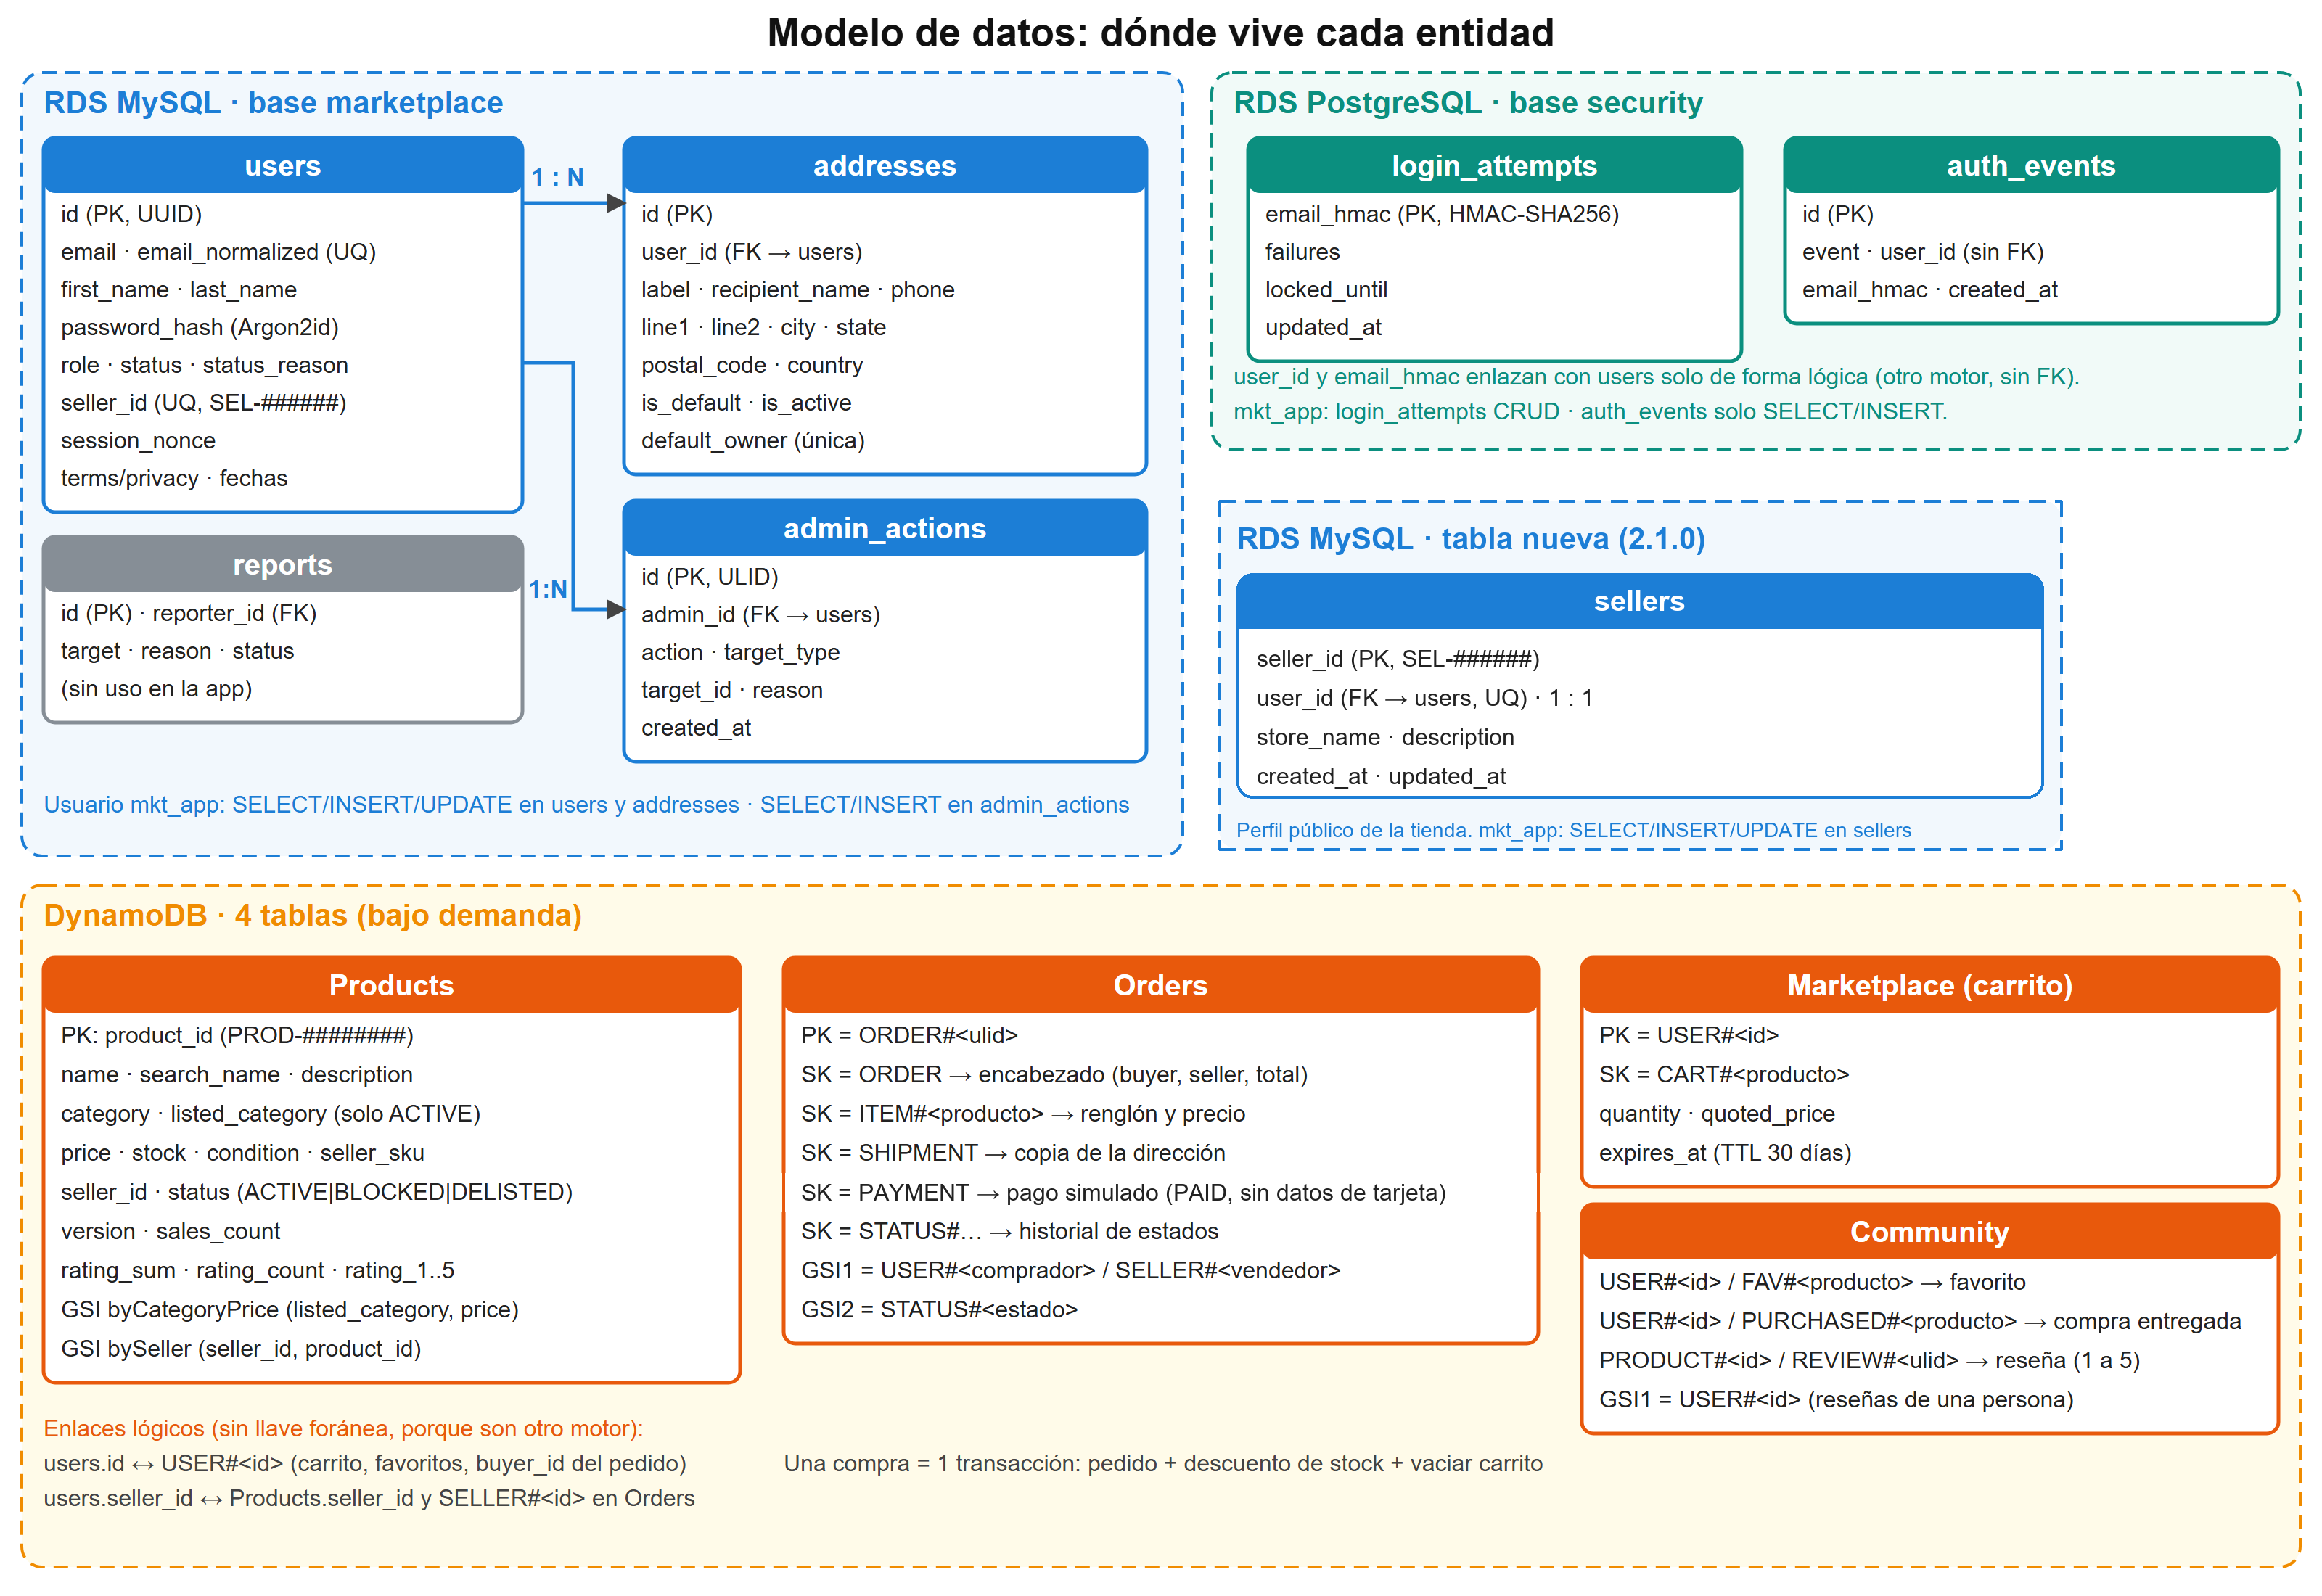 Modelo de datos: dónde vive cada entidad
RDS MySQL · base marketplace
users
id (PK, UUID)
email · email_normalized (UQ)
first_name · last_name
password_hash (Argon2id)
role · status · status_reason
seller_id (UQ, SEL-######)
session_nonce
terms/privacy · fechas
1 : N
addresses
id (PK)
user_id (FK → users)
label · recipient_name · phone
line1 · line2 · city · state
postal_code · country
is_default · is_active
default_owner (única)
reports
id (PK) · reporter_id (FK)
target · reason · status
(sin uso en la app)
1:N
admin_actions
id (PK, ULID)
admin_id (FK → users)
action · target_type
target_id · reason
created_at
Usuario mkt_app: SELECT/INSERT/UPDATE en users y addresses · SELECT/INSERT en admin_actions
RDS PostgreSQL · base security
login_attempts
email_hmac (PK, HMAC-SHA256)
failures
locked_until
updated_at
auth_events
id (PK)
event · user_id (sin FK)
email_hmac · created_at
user_id y email_hmac enlazan con users solo de forma lógica (otro motor, sin FK).
mkt_app: login_attempts CRUD · auth_events solo SELECT/INSERT.
RDS MySQL · tabla nueva (2.1.0)
sellers
seller_id (PK, SEL-######)
user_id (FK → users, UQ) · 1 : 1
store_name · description
created_at · updated_at
Perfil público de la tienda. mkt_app: SELECT/INSERT/UPDATE en sellers
DynamoDB · 4 tablas (bajo demanda)
Products
PK: product_id (PROD-########)
name · search_name · description
category · listed_category (solo ACTIVE)
price · stock · condition · seller_sku
seller_id · status (ACTIVE|BLOCKED|DELISTED)
version · sales_count
rating_sum · rating_count · rating_1..5
GSI byCategoryPrice (listed_category, price)
GSI bySeller (seller_id, product_id)
Orders
PK = ORDER#<ulid>
SK = ORDER → encabezado (buyer, seller, total)
SK = ITEM#<producto> → renglón y precio
SK = SHIPMENT → copia de la dirección
SK = PAYMENT → pago simulado (PAID, sin datos de tarjeta)
SK = STATUS#… → historial de estados
GSI1 = USER#<comprador> / SELLER#<vendedor>
GSI2 = STATUS#<estado>
Marketplace (carrito)
PK = USER#<id>
SK = CART#<producto>
quantity · quoted_price
expires_at (TTL 30 días)
Community
USER#<id> / FAV#<producto> → favorito
USER#<id> / PURCHASED#<producto> → compra entregada
PRODUCT#<id> / REVIEW#<ulid> → reseña (1 a 5)
GSI1 = USER#<id> (reseñas de una persona)
Enlaces lógicos (sin llave foránea, porque son otro motor):
users.id ↔ USER#<id> (carrito, favoritos, buyer_id del pedido)
users.seller_id ↔ Products.seller_id y SELLER#<id> en Orders
Una compra = 1 transacción: pedido + descuento de stock + vaciar carrito